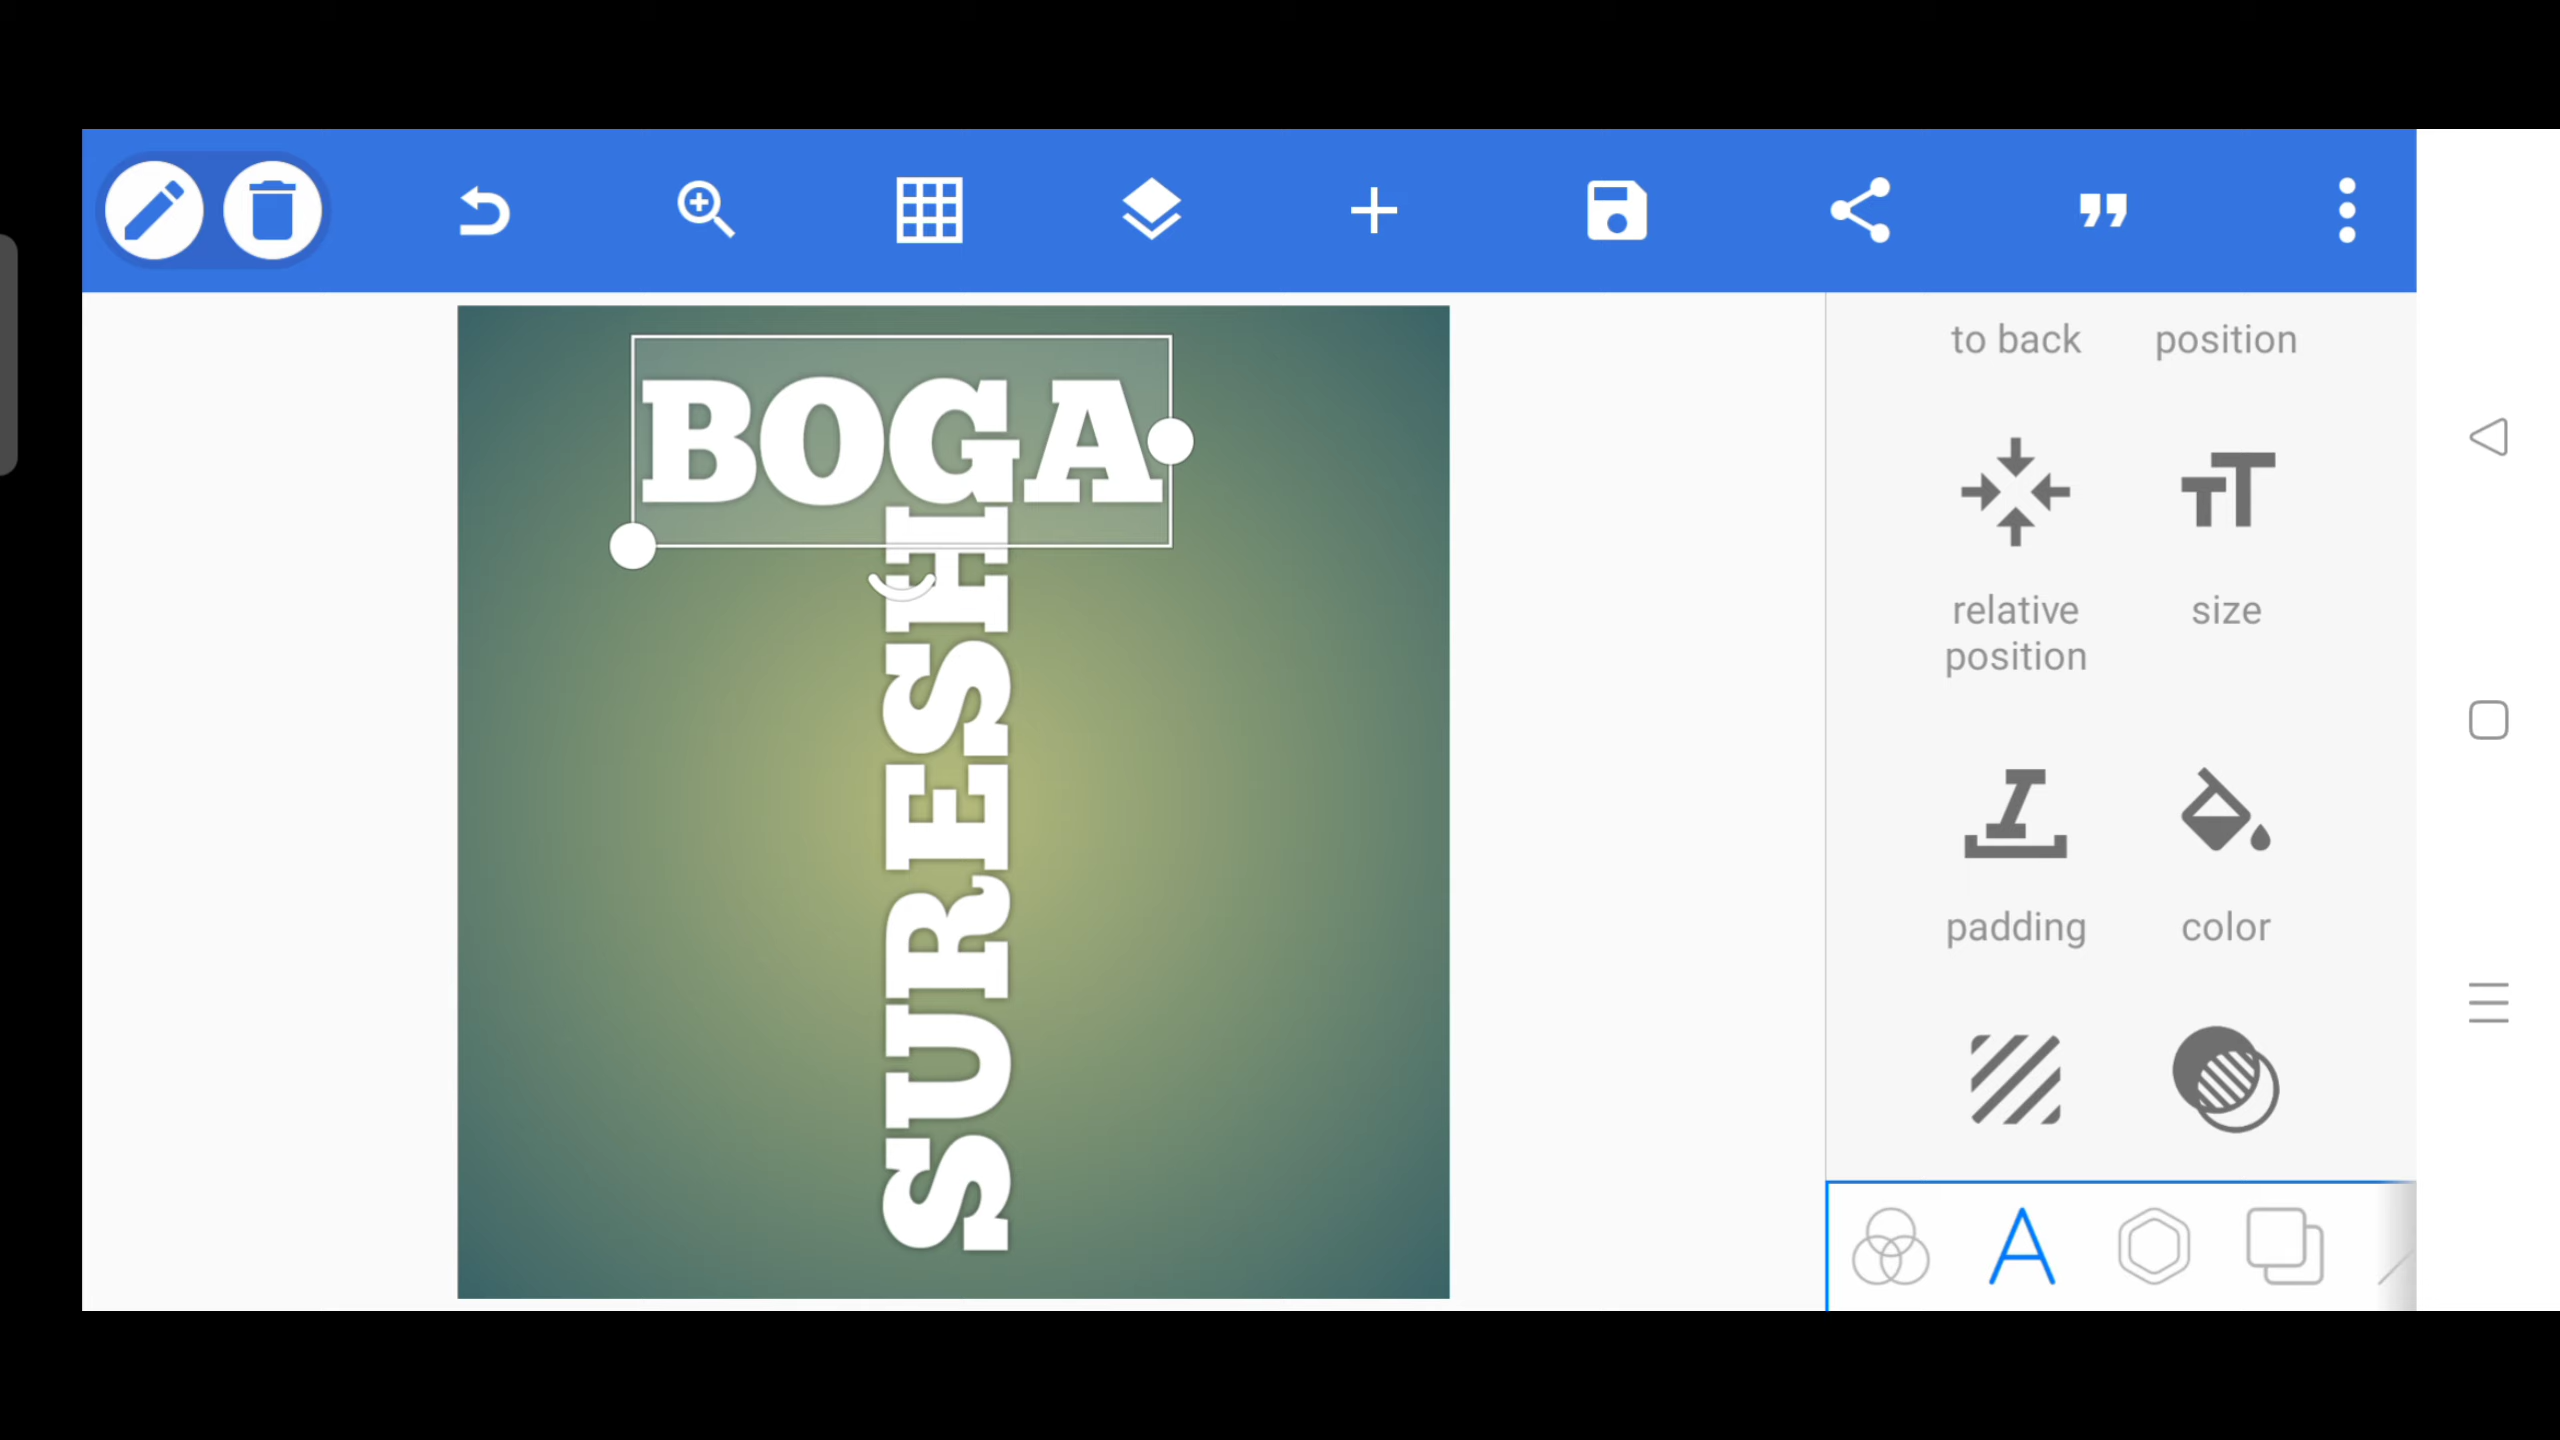 BOGA
SURESH
to back
position
relative
position
size
padding
color